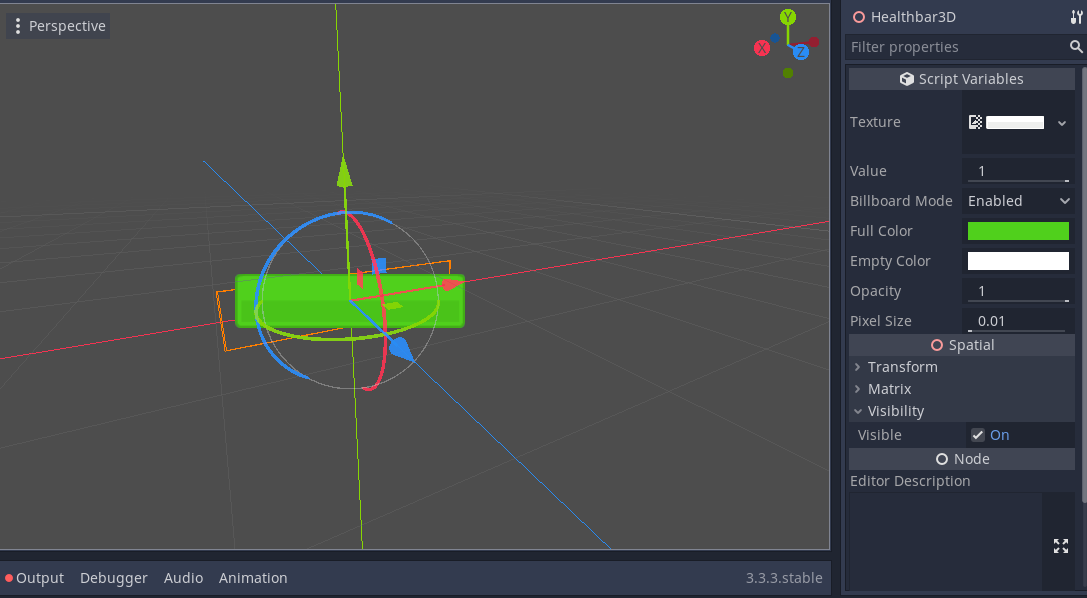 Perspective
Y
X
Z
Output
Debugger
Audio
Animation
3.3.3.stable
Healthbar3D
Filter properties
Script Variables
Texture
Value 1
Billboard Mode Enabled
Full Color
Empty Color
Opacity 1
Pixel Size 0.01
Spatial
Transform
Matrix
Visibility
Visible On
Node
Editor Description